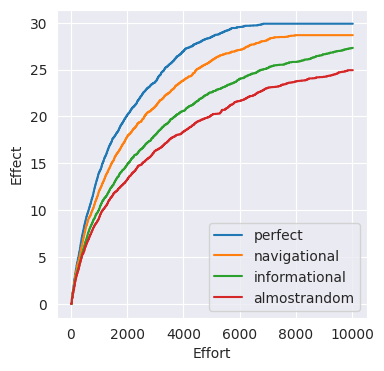 30
25
20
15
10
5
0
Effect
0 2000 4000 6000 8000 10000
Effort
perfect
navigational
informational
almostrandom